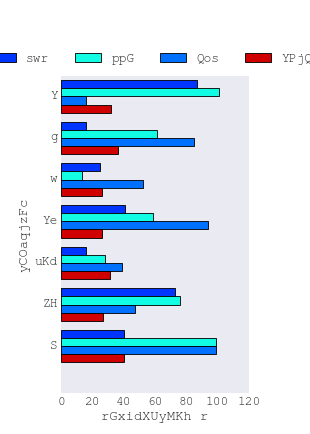 swr ppG Qos YPjQ
Y
g
w
Ye
uKd
ZH
S
yCOaqjzFc
0 20 40 60 80 100 120
rGxidXUyMKh r